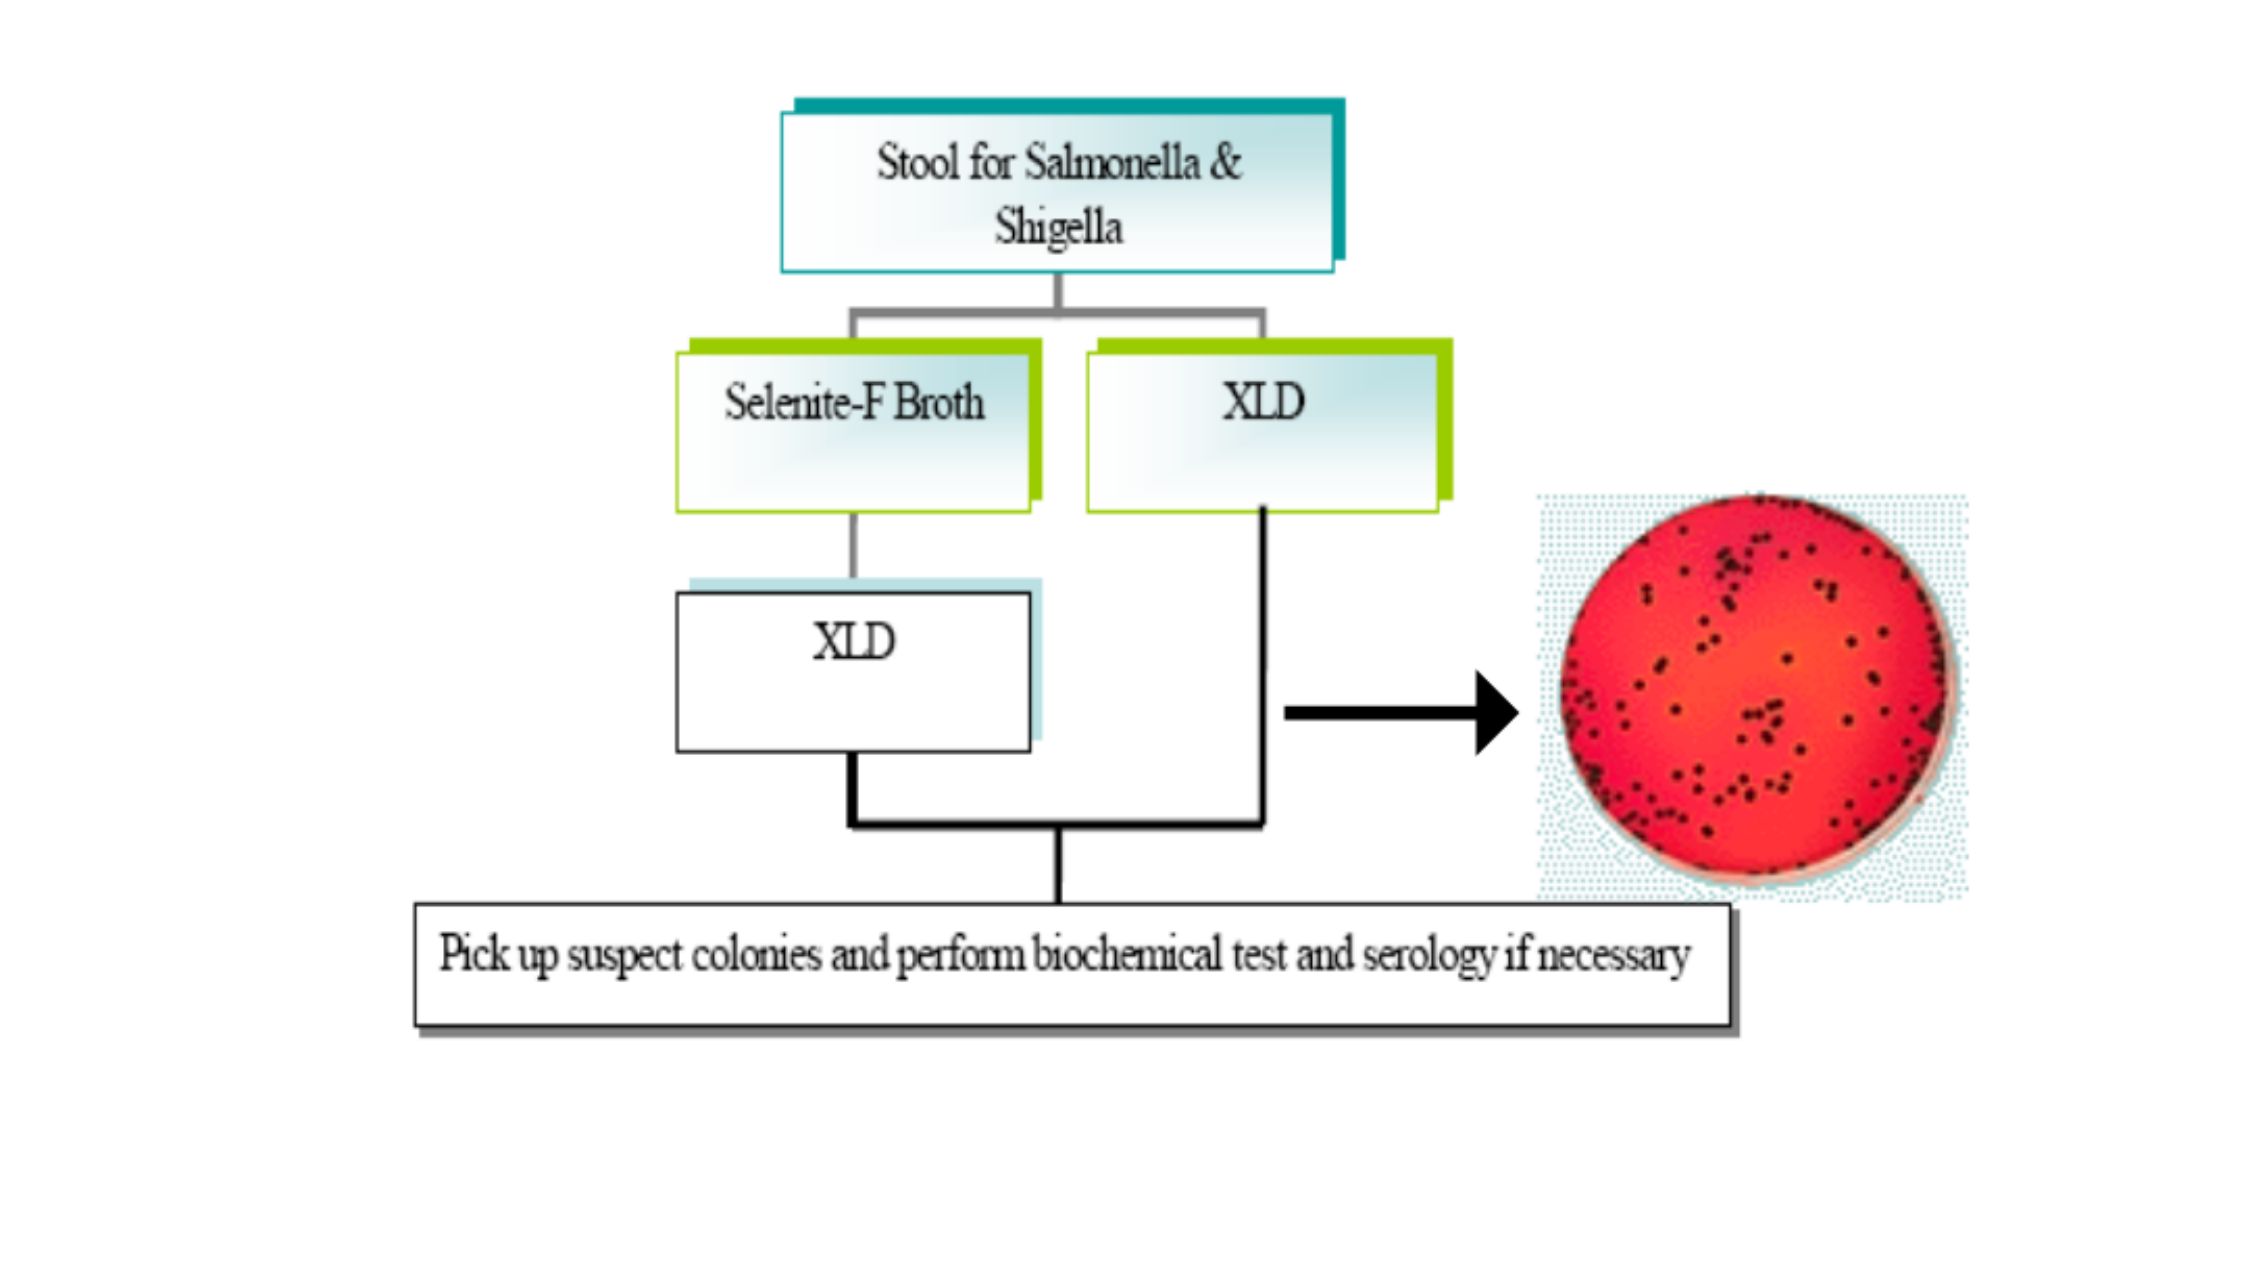 Stool for Salmonella &
Shigella
Selenite-F Broth
XLD
XLD
Pick up suspect colonies and perform biochemical test and serology if necessary